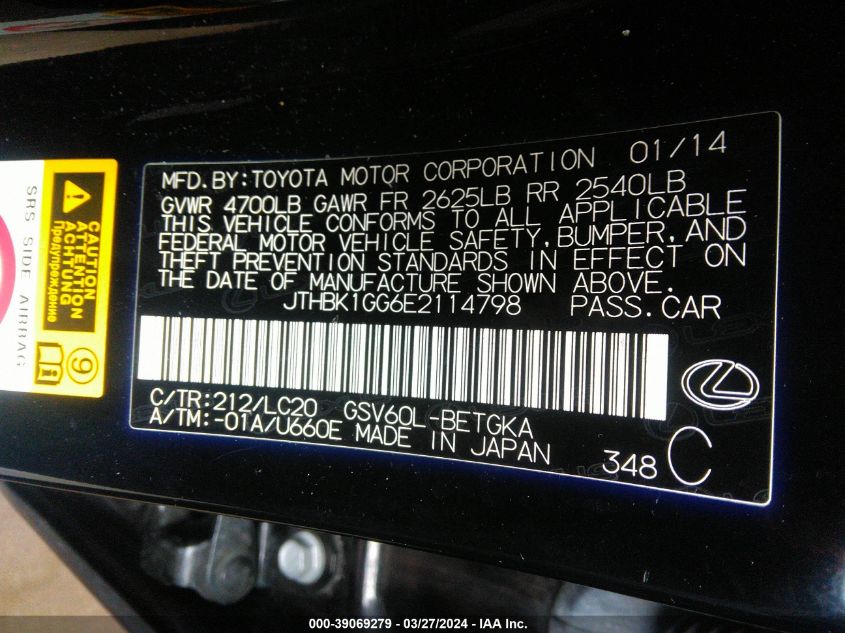 MFD.BY:TOYOTA MOTOR CORPORATION 01/14
GVWR 4700LB GAWR FR 2625LB RR 2540LB
THIS VEHICLE CONFORMS TO ALL APPLICABLE
FEDERAL MOTOR VEHICLE SAFETY,BUMPER,AND
THEFT PREVENTION STANDARDS IN EFFECT ON
THE DATE OF MANUFACTURE SHOWN ABOVE.
JTHBK1GG6E2114798 PASS.CAR
C/TR:212/LC20 GSV60L-BETGKA
A/TM:-01A/U660E MADE IN JAPAN
348 C
SRS SIDE AIRBAG
CAUTION
ATTENTION
ACHTUNG
Предупреждение
9
000-39069279 - 03/27/2024 - IAA Inc.